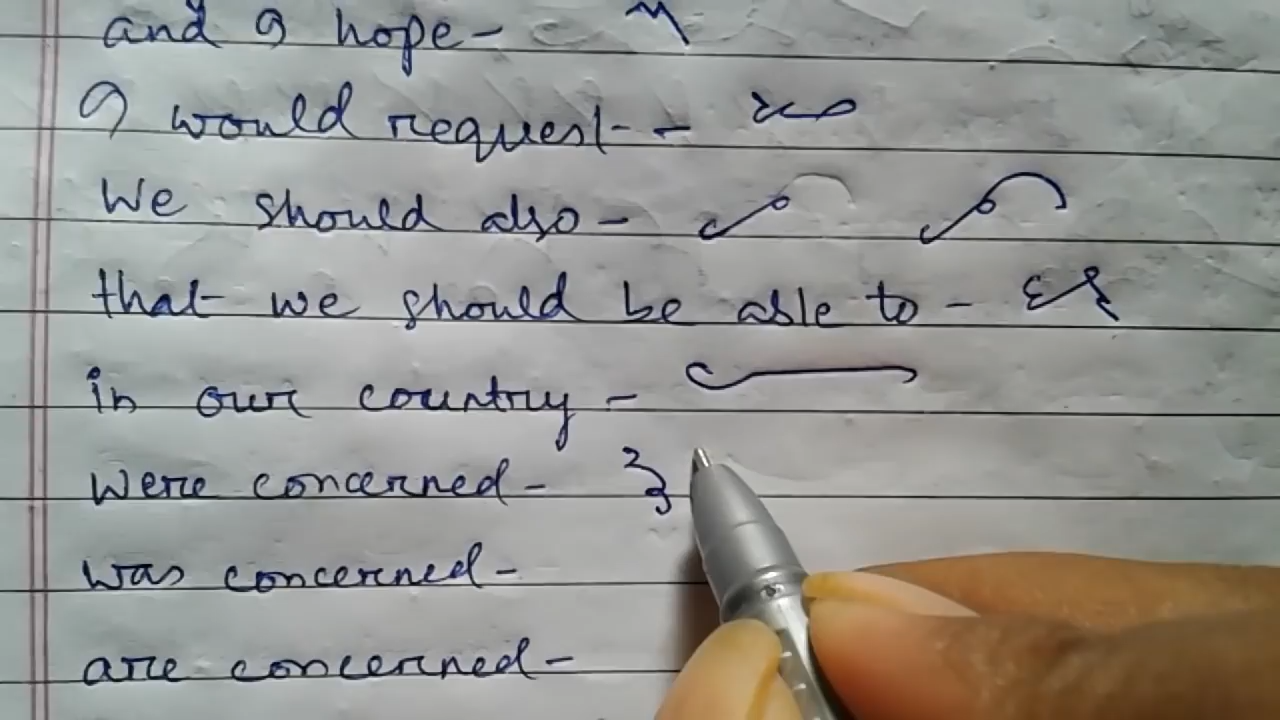 and I hope -
I would request - -
We should also -
that we should be able to -
in our country -
were concerned -
was concerned -
are concerned -